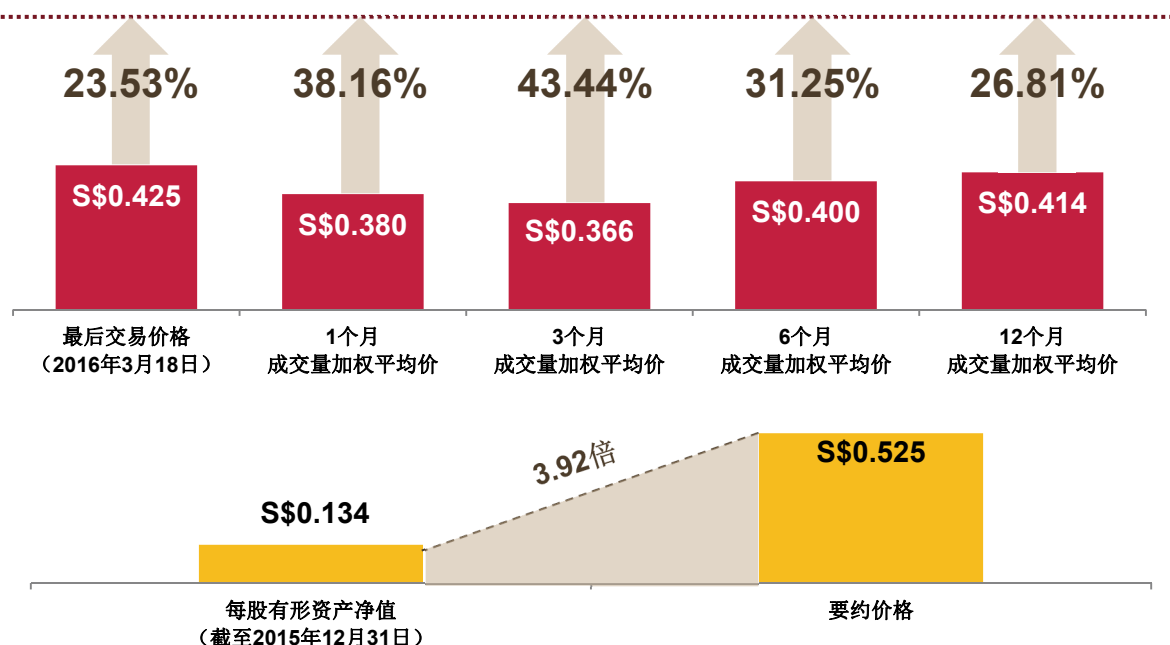 23.53%
38.16%
43.44%
31.25%
26.81%
S$0.425
S$0.380
S$0.366
S$0.400
S$0.414
最后交易价格
（2016年3月18日）
1个月
成交量加权平均价
3个月
成交量加权平均价
6个月
成交量加权平均价
12个月
成交量加权平均价
S$0.134
3.92倍
S$0.525
每股有形资产净值
（截至2015年12月31日）
要约价格